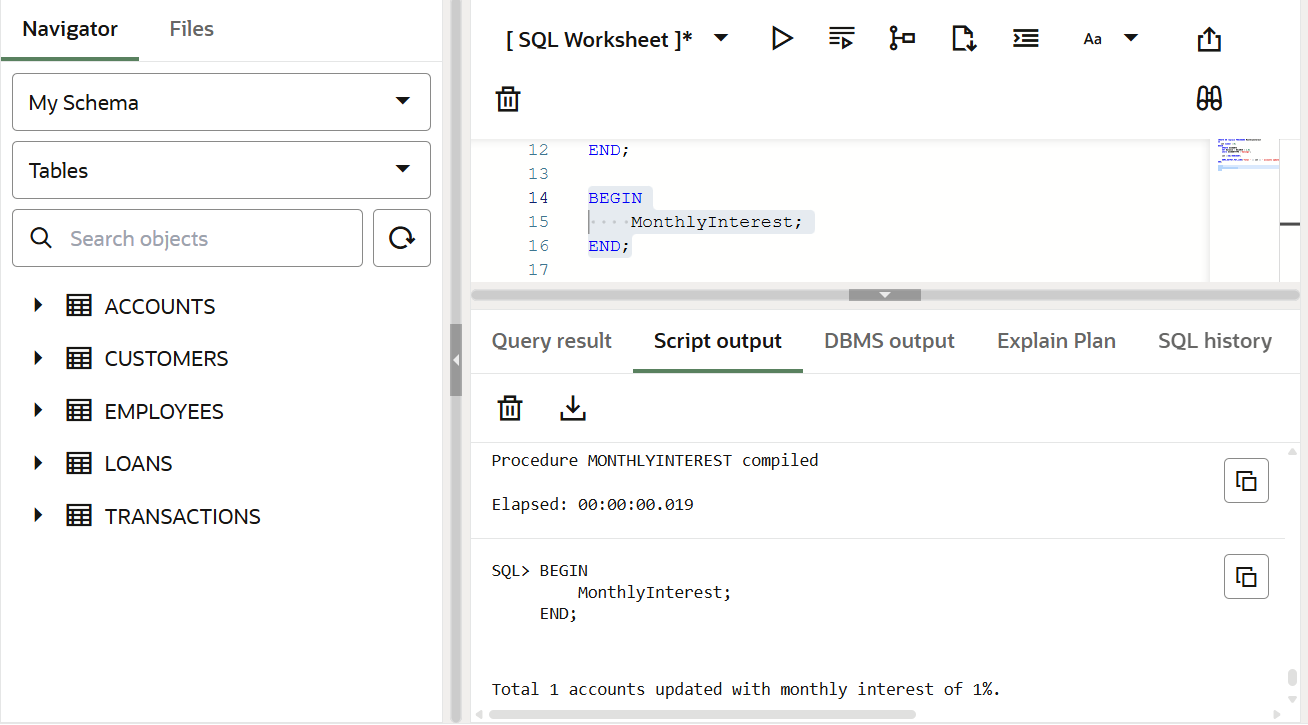 Navigator
Files
My Schema
Tables
Search objects
ACCOUNTS
CUSTOMERS
EMPLOYEES
LOANS
TRANSACTIONS
[ SQL Worksheet ]*
Aa
12 END;
13
14 BEGIN
15 ····MonthlyInterest;
16 END;
17
Query result
Script output
DBMS output
Explain Plan
SQL history
Procedure MONTHLYINTEREST compiled
Elapsed: 00:00:00.019
SQL> BEGIN
MonthlyInterest;
END;
Total 1 accounts updated with monthly interest of 1%.